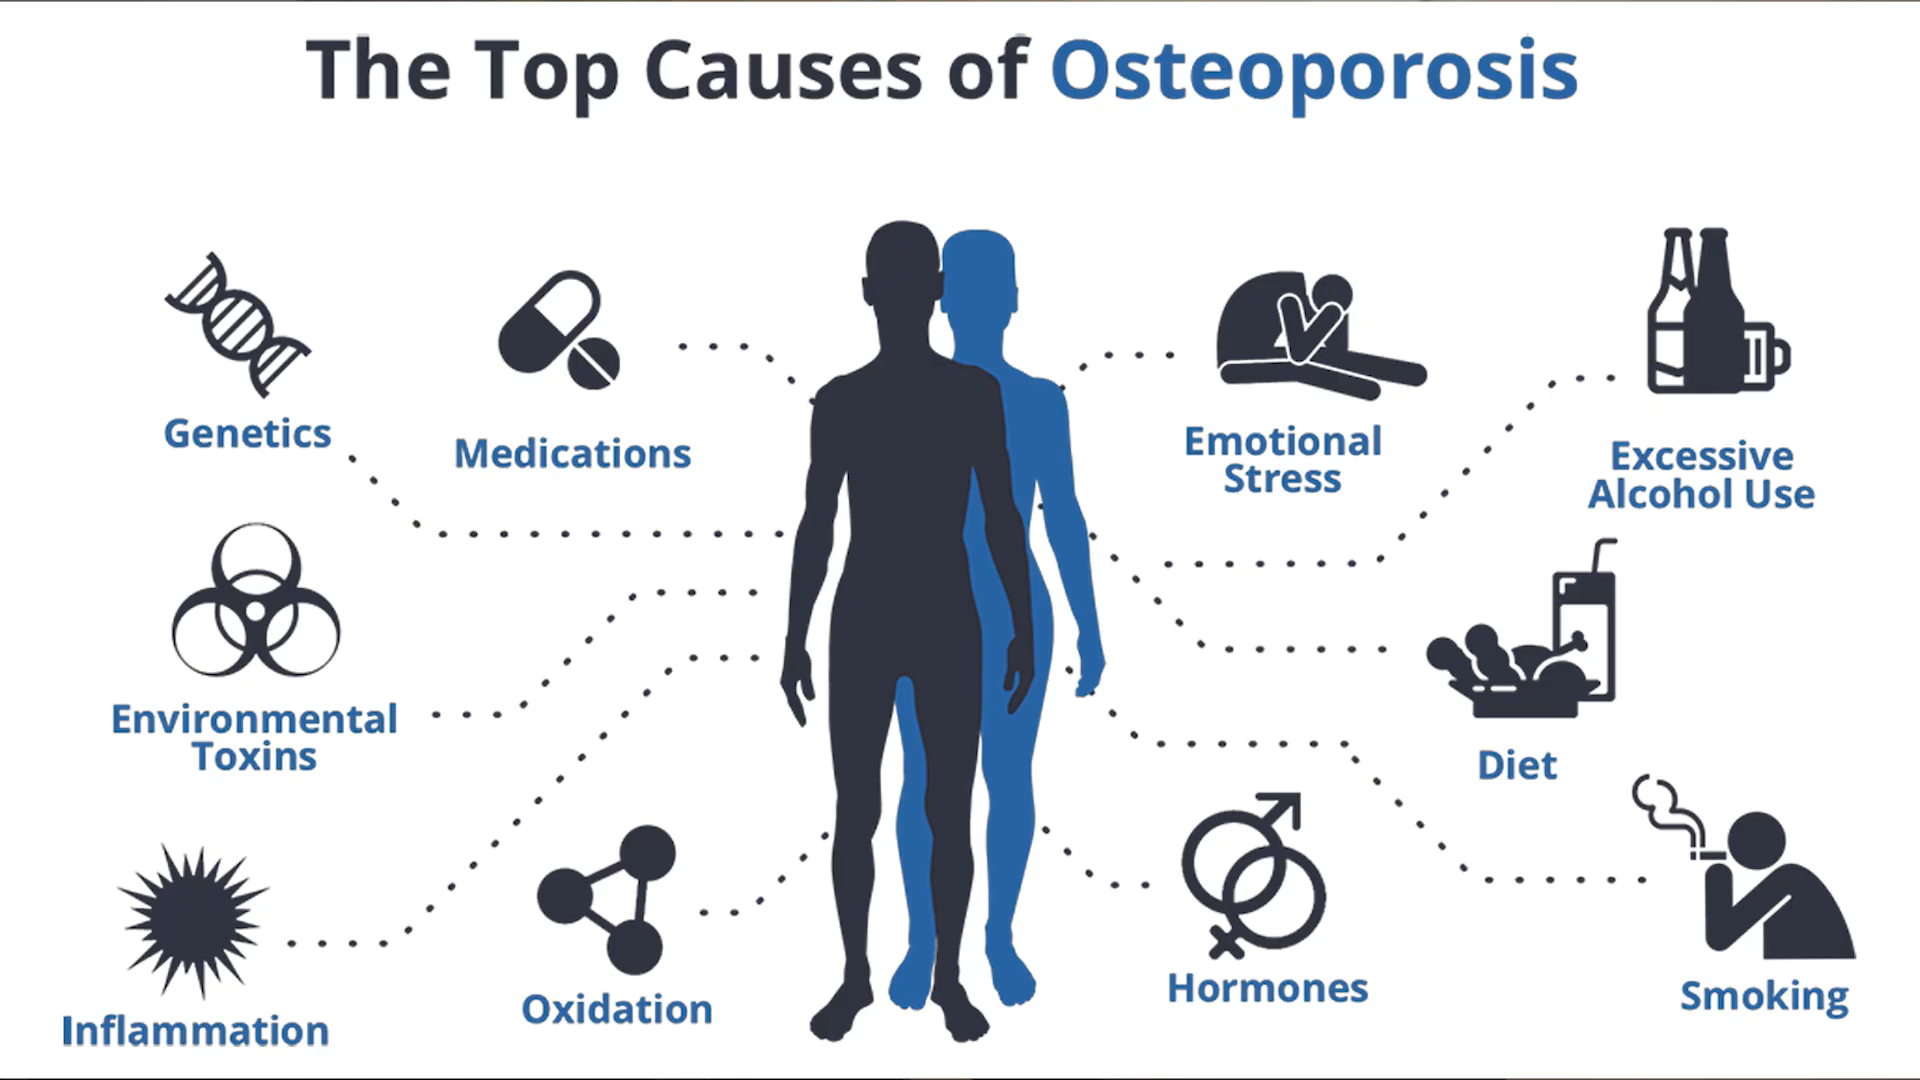 The Top Causes of Osteoporosis
Genetics
Medications
Emotional
Stress
Excessive
Alcohol Use
Environmental
Toxins
Diet
Inflammation
Oxidation
Hormones
Smoking